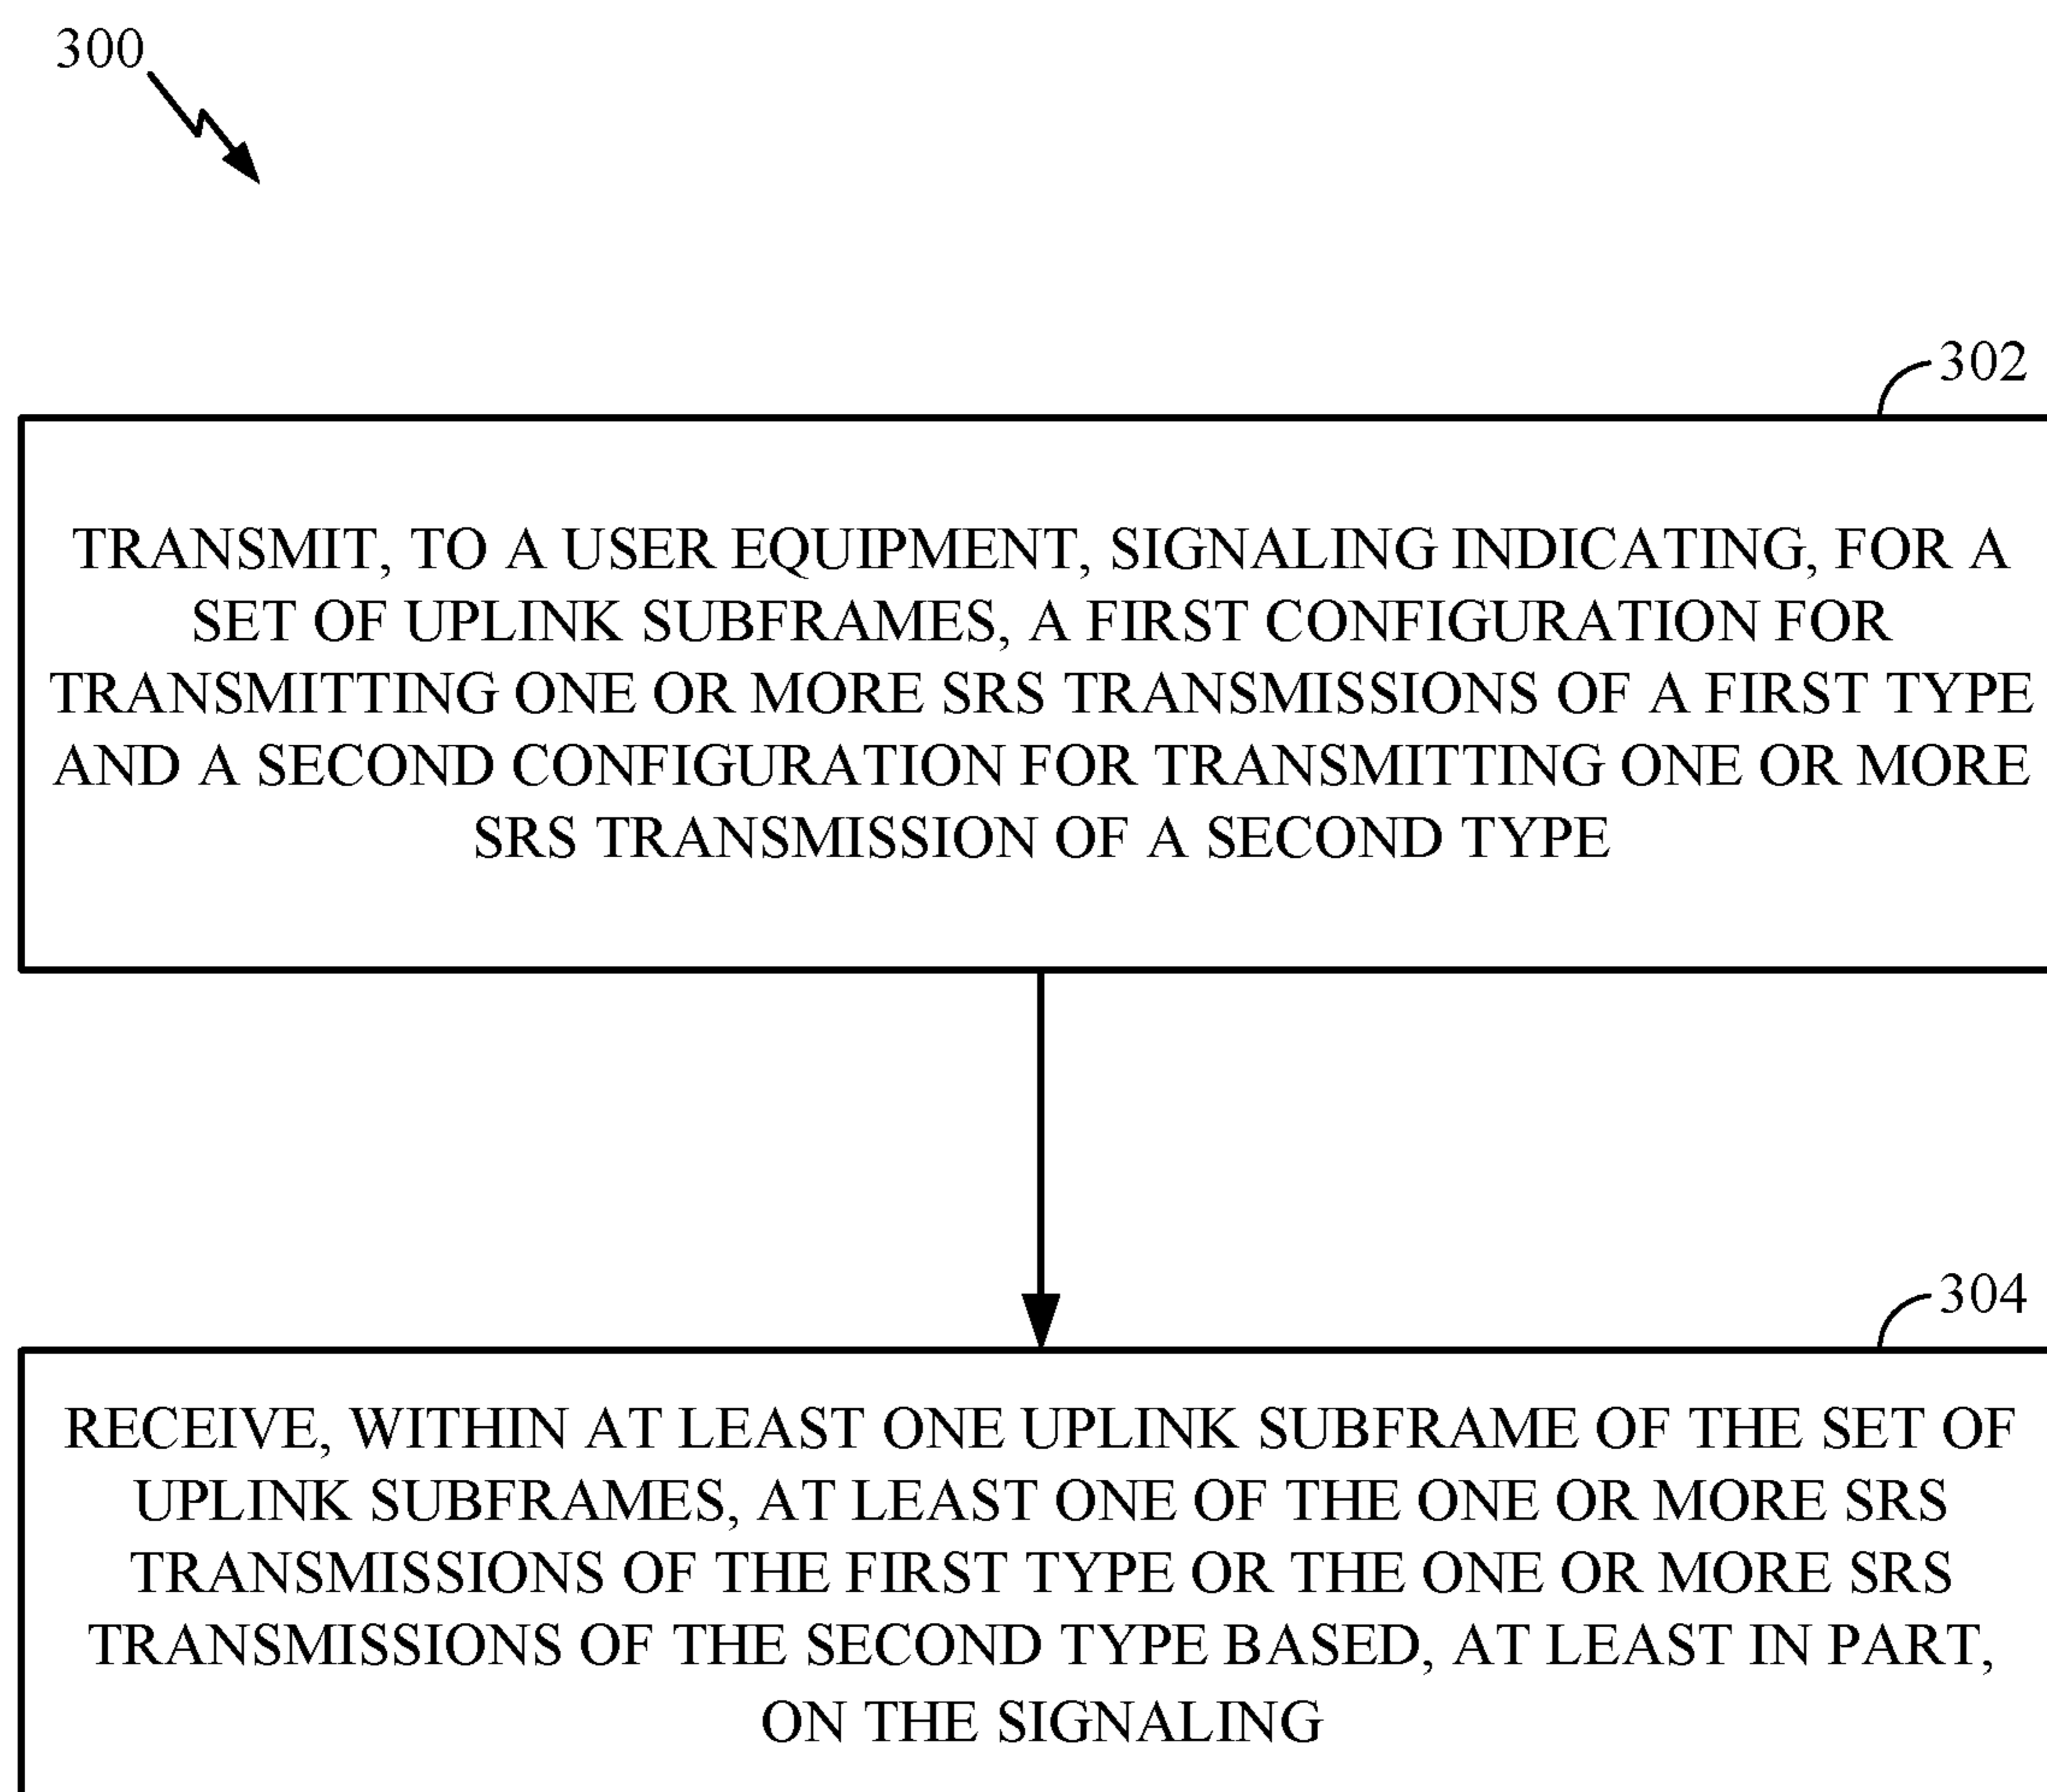 300
302
TRANSMIT, TO A USER EQUIPMENT, SIGNALING INDICATING, FOR A
SET OF UPLINK SUBFRAMES, A FIRST CONFIGURATION FOR
TRANSMITTING ONE OR MORE SRS TRANSMISSIONS OF A FIRST TYPE
AND A SECOND CONFIGURATION FOR TRANSMITTING ONE OR MORE
SRS TRANSMISSION OF A SECOND TYPE
304
RECEIVE, WITHIN AT LEAST ONE UPLINK SUBFRAME OF THE SET OF
UPLINK SUBFRAMES, AT LEAST ONE OF THE ONE OR MORE SRS
TRANSMISSIONS OF THE FIRST TYPE OR THE ONE OR MORE SRS
TRANSMISSIONS OF THE SECOND TYPE BASED, AT LEAST IN PART,
ON THE SIGNALING